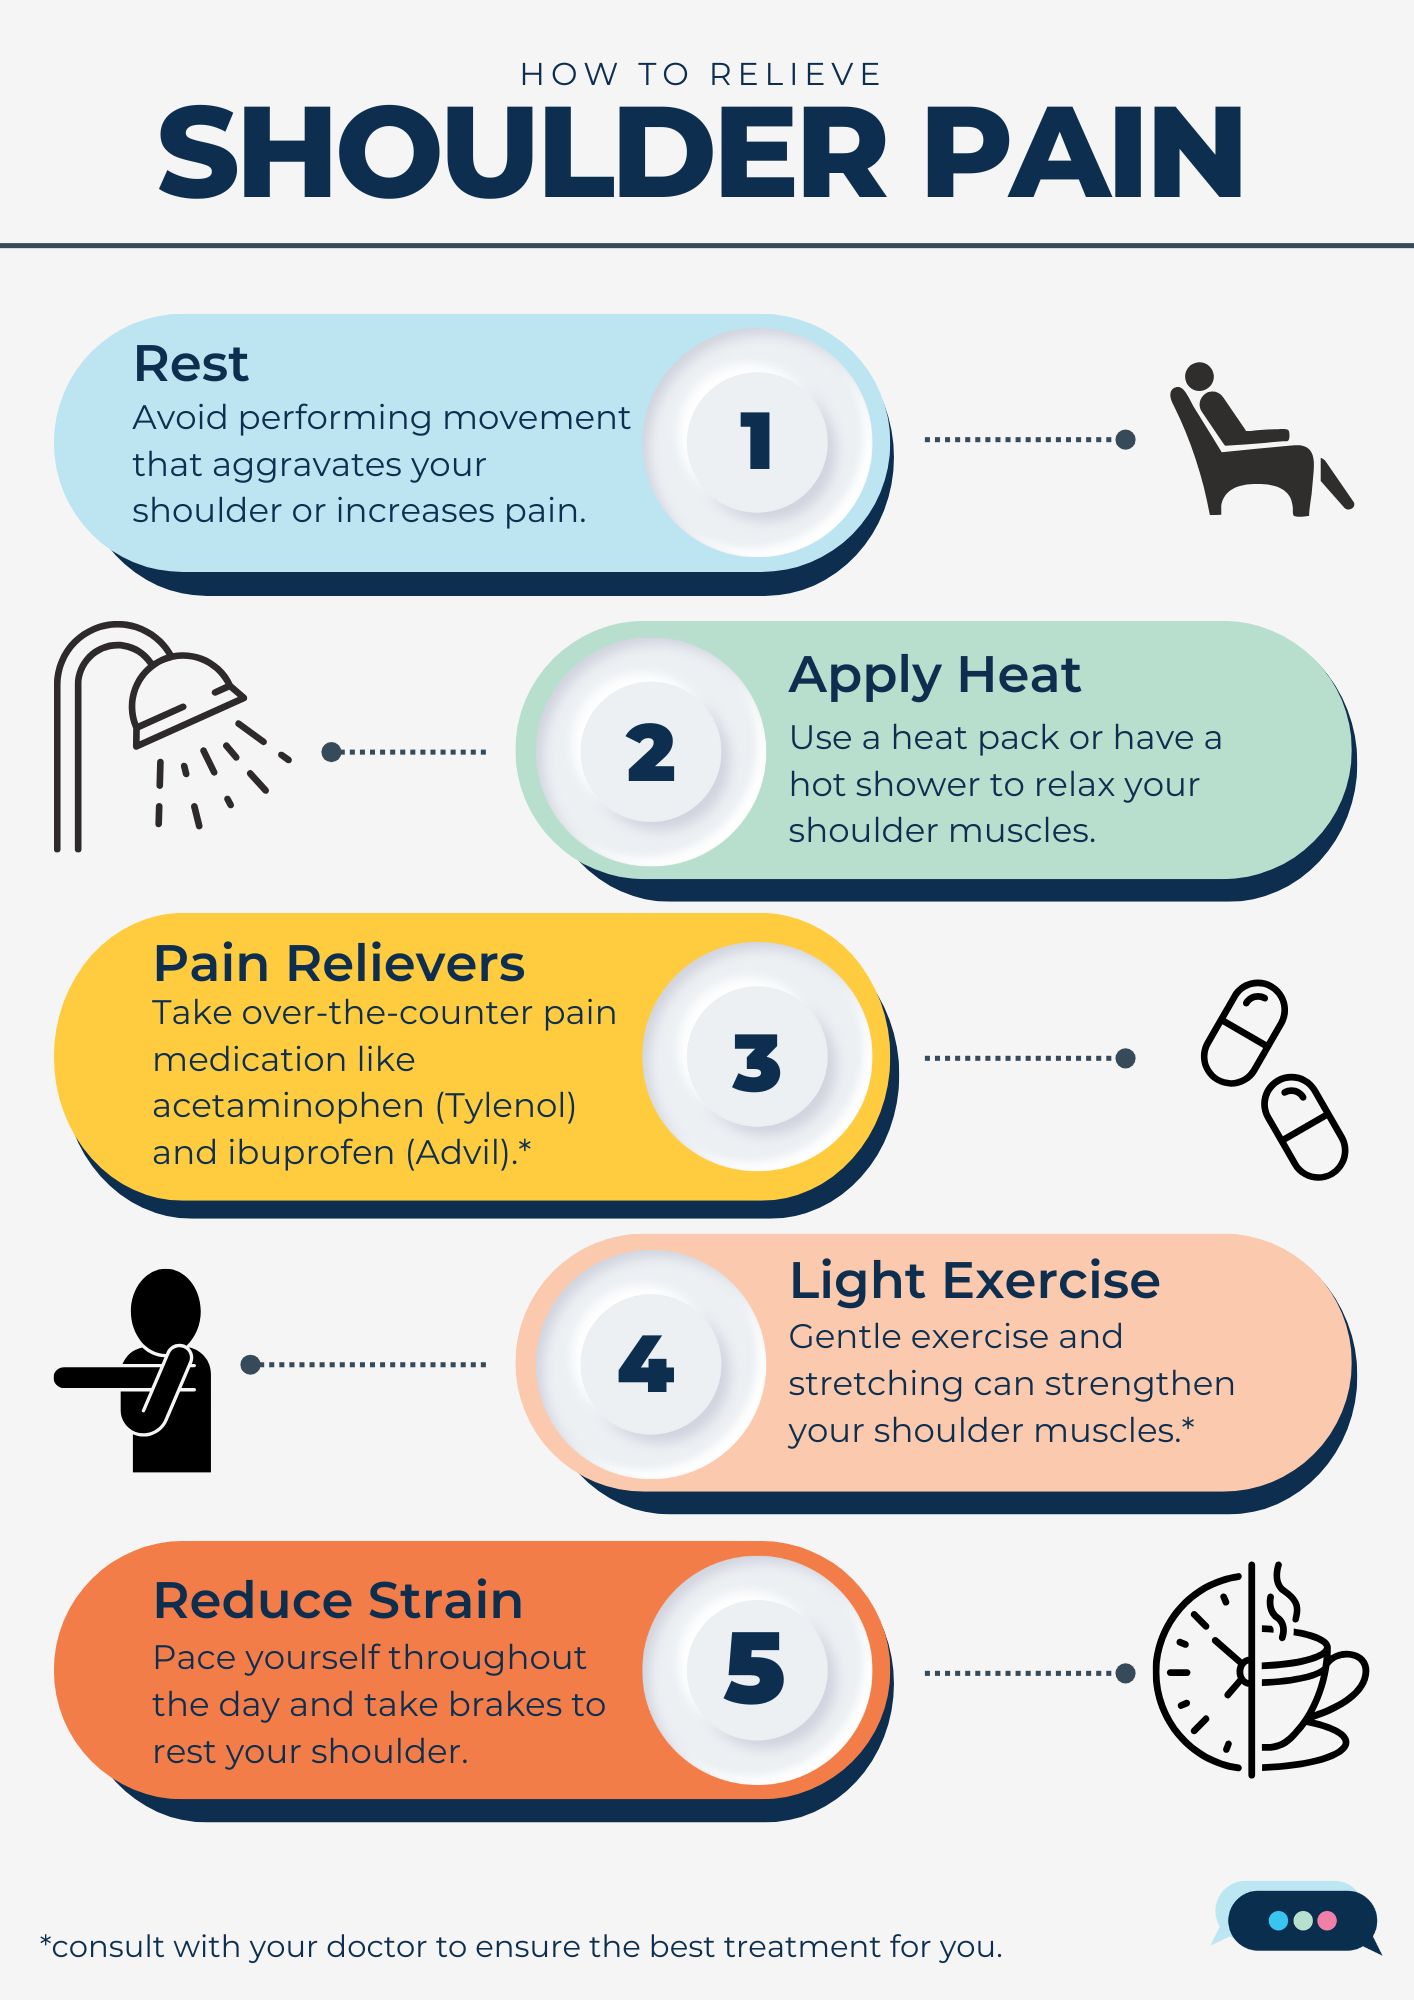 HOW TO RELIEVE
SHOULDER PAIN
Rest
Avoid performing movement
that aggravates your
shoulder or increases pain.
1
2
Apply Heat
Use a heat pack or have a
hot shower to relax your
shoulder muscles.
Pain Relievers
Take over-the-counter pain
medication like
acetaminophen (Tylenol)
and ibuprofen (Advil).*
3
4
Light Exercise
Gentle exercise and
stretching can strengthen
your shoulder muscles.*
Reduce Strain
Pace yourself throughout
the day and take brakes to
rest your shoulder.
5
*consult with your doctor to ensure the best treatment for you.